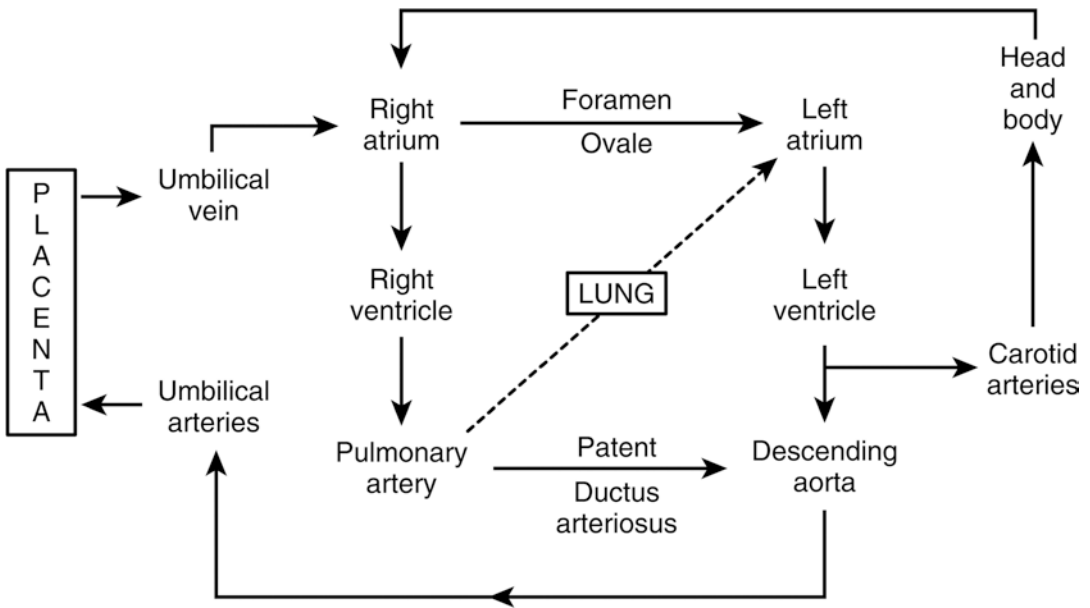 PLACENTA
Umbilical
vein
Right
atrium
Foramen
Ovale
Left
atrium
Head
and
body
Right
ventricle
LUNG
Left
ventricle
Carotid
arteries
Umbilical
arteries
Pulmonary
artery
Patent
Ductus
arteriosus
Descending
aorta